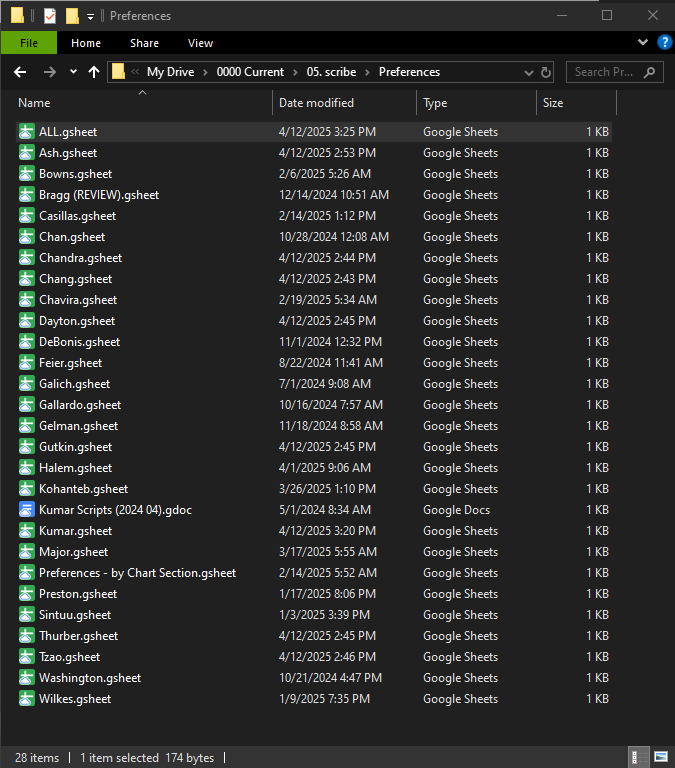 Preferences
File Home Share View
« My Drive > 0000 Current > 05. scribe > Preferences Search Pr...
Name Date modified Type Size
ALL.gsheet 4/12/2025 3:25 PM Google Sheets 1 KB
Ash.gsheet 4/12/2025 2:53 PM Google Sheets 1 KB
Bowns.gsheet 2/6/2025 5:26 AM Google Sheets 1 KB
Bragg (REVIEW).gsheet 12/14/2024 10:51 AM Google Sheets 1 KB
Casillas.gsheet 2/14/2025 1:12 PM Google Sheets 1 KB
Chan.gsheet 10/28/2024 12:08 AM Google Sheets 1 KB
Chandra.gsheet 4/12/2025 2:44 PM Google Sheets 1 KB
Chang.gsheet 4/12/2025 2:43 PM Google Sheets 1 KB
Chavira.gsheet 2/19/2025 5:34 AM Google Sheets 1 KB
Dayton.gsheet 4/12/2025 2:45 PM Google Sheets 1 KB
DeBonis.gsheet 11/1/2024 12:32 PM Google Sheets 1 KB
Feier.gsheet 8/22/2024 11:41 AM Google Sheets 1 KB
Galich.gsheet 7/1/2024 9:08 AM Google Sheets 1 KB
Gallardo.gsheet 10/16/2024 7:57 AM Google Sheets 1 KB
Gelman.gsheet 11/18/2024 8:58 AM Google Sheets 1 KB
Gutkin.gsheet 4/12/2025 2:45 PM Google Sheets 1 KB
Halem.gsheet 4/1/2025 9:06 AM Google Sheets 1 KB
Kohanteb.gsheet 3/26/2025 1:10 PM Google Sheets 1 KB
Kumar Scripts (2024 04).gdoc 5/1/2024 8:34 AM Google Docs 1 KB
Kumar.gsheet 4/12/2025 3:20 PM Google Sheets 1 KB
Major.gsheet 3/17/2025 5:55 AM Google Sheets 1 KB
Preferences - by Chart Section.gsheet 2/14/2025 5:52 AM Google Sheets 1 KB
Preston.gsheet 1/17/2025 8:06 PM Google Sheets 1 KB
Sintuu.gsheet 1/3/2025 3:39 PM Google Sheets 1 KB
Thurber.gsheet 4/12/2025 2:45 PM Google Sheets 1 KB
Tzao.gsheet 4/12/2025 2:46 PM Google Sheets 1 KB
Washington.gsheet 10/21/2024 4:47 PM Google Sheets 1 KB
Wilkes.gsheet 1/9/2025 7:35 PM Google Sheets 1 KB
28 items 1 item selected 174 bytes